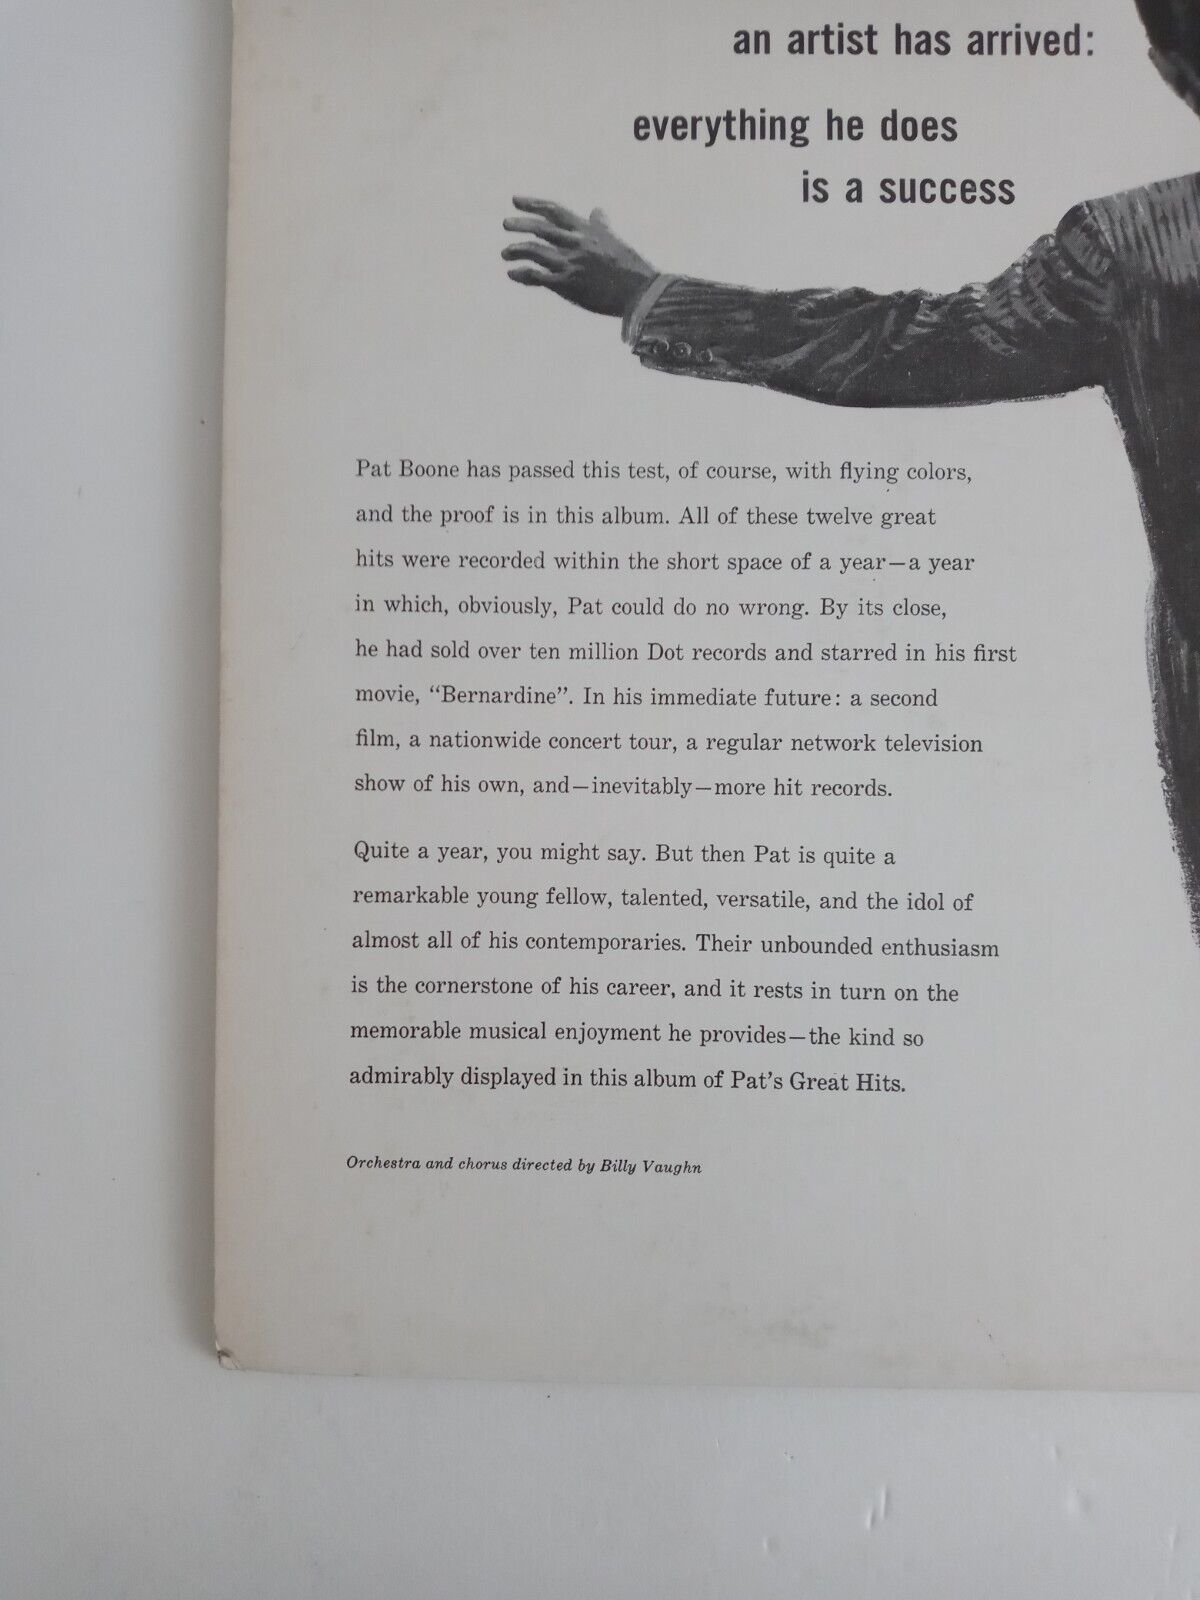 an artist has arrived:
everything he does
is a success
Pat Boone has passed this test, of course, with flying colors,
and the proof is in this album. All of these twelve great
hits were recorded within the short space of a year—a year
in which, obviously, Pat could do no wrong. By its close,
he had sold over ten million Dot records and starred in his first
movie, “Bernardine”. In his immediate future: a second
film, a nationwide concert tour, a regular network television
show of his own, and—inevitably—more hit records.
Quite a year, you might say. But then Pat is quite a
remarkable young fellow, talented, versatile, and the idol of
almost all of his contemporaries. Their unbounded enthusiasm
is the cornerstone of his career, and it rests in turn on the
memorable musical enjoyment he provides—the kind so
admirably displayed in this album of Pat’s Great Hits.
Orchestra and chorus directed by Billy Vaughn